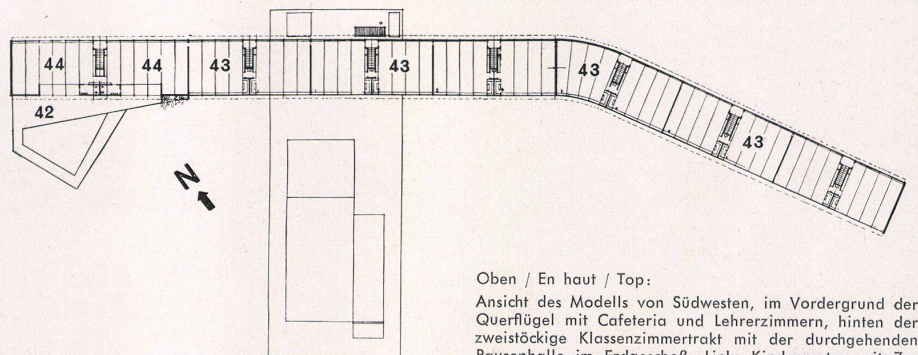 44
44
43
43
43
43
42
N
Oben / En haut / Top:
Ansicht des Modells von Südwesten, im Vordergrund der
Querflügel mit Cafeteria und Lehrerzimmern, hinten der
zweistöckige Klassenzimmertrakt mit der durchgehenden